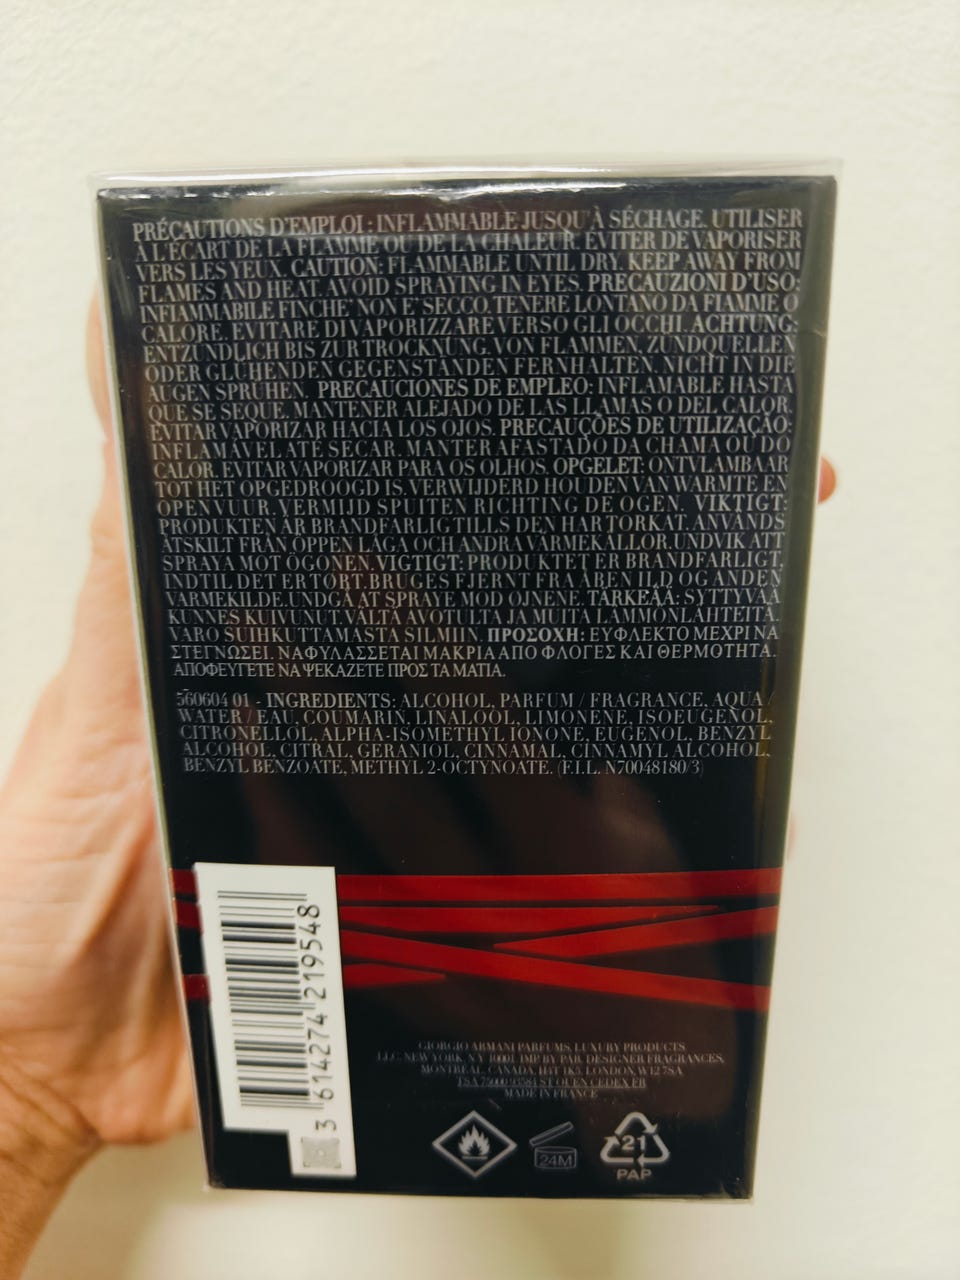 PRÉCAUTIONS D'EMPLOI : INFLAMMABLE JUSQU'À SÉCHAGE. UTILISER
À L'ÉCART DE LA FLAMME OU DE LA CHALEUR. ÉVITER DE VAPORISER
VERS LES YEUX. CAUTION: FLAMMABLE UNTIL DRY. KEEP AWAY FROM
FLAMES AND HEAT. AVOID SPRAYING IN EYES. PRECAUZIONI D'USO:
INFIAMMABILE FINCHE' NON E' SECCO. TENERE LONTANO DA FIAMME O
CALORE. EVITARE DI VAPORIZZARE VERSO GLI OCCHI. ACHTUNG:
ENTZÜNDLICH BIS ZUR TROCKNUNG. VON FLAMMEN, ZÜNDQUELLEN
ODER GLÜHENDEN GEGENSTÄNDEN FERNHALTEN. NICHT IN DIE
AUGEN SPRÜHEN. PRECAUCIONES DE EMPLEO: INFLAMABLE HASTA
QUE SE SEQUE. MANTENER ALEJADO DE LAS LLAMAS O DEL CALOR.
EVITAR VAPORIZAR HACIA LOS OJOS. PRECAUÇÕES DE UTILIZAÇÃO:
INFLAMÁVEL ATÉ SECAR. MANTER AFASTADO DA CHAMA OU DO
CALOR. EVITAR VAPORIZAR PARA OS OLHOS. OPGELET: ONTVLAMBAAR
TOT HET OPGEDROOGD IS. VERWIJDERD HOUDEN VAN WARMTE EN
OPEN VUUR. VERMIJD SPUITEN RICHTING DE OGEN. VIKTIGT:
PRODUKTEN ÄR BRANDFARLIG TILLS DEN HAR TORKAT. ANVÄNDS
ÅTSKILT FRÅN ÖPPEN LÅGA OCH ANDRA VÄRMEKÄLLOR. UNDVIK ATT
SPRAYA MOT ÖGONEN. VIGTIGT: PRODUKTET ER BRANDFARLIGT,
INDTIL DET ER TØRT. BRUGES FJERNT FRA ÅBEN ILD OG ANDEN
VARMEKILDE. UNDGÅ AT SPRAYE MOD ØJNENE. TÄRKEÄÄ: SYTTYVÄÄ
KUNNES KUIVUNUT. VÄLTÄ AVOTULTA JA MUITA LÄMMÖNLÄHTEITÄ.
VARO SUIHKUTTAMASTA SILMIIN. ΠΡΟΣΟΧΗ: ΕΥΦΛΕΚΤΟ ΜΕΧΡΙ ΝΑ
ΣΤΕΓΝΩΣΕΙ. ΝΑ ΦΥΛΑΣΣΕΤΑΙ ΜΑΚΡΙΑ ΑΠΟ ΦΛΟΓΕΣ ΚΑΙ ΘΕΡΜΟΤΗΤΑ.
ΑΠΟΦΕΥΓΕΤΕ ΝΑ ΨΕΚΑΖΕΤΕ ΠΡΟΣ ΤΑ ΜΑΤΙΑ.
560604 01 - INGREDIENTS: ALCOHOL, PARFUM / FRAGRANCE, AQUA /
WATER / EAU, COUMARIN, LINALOOL, LIMONENE, ISOEUGENOL,
CITRONELLOL, ALPHA-ISOMETHYL IONONE, EUGENOL, BENZYL
ALCOHOL, CITRAL, GERANIOL, CINNAMAL, CINNAMYL ALCOHOL,
BENZYL BENZOATE, METHYL 2-OCTYNOATE. (F.I.L. N70048180/3)
3 614274 219548
GIORGIO ARMANI PARFUMS, LUXURY PRODUCTS,
LLC, NEW YORK, N.Y. 10001. IMP BY PAR. DESIGNER FRAGRANCES,
MONTREAL, CANADA, H4T 1K5. LONDON, W12 7SA
TSA 75000 93584 ST OUEN CEDEX FR
MADE IN FRANCE
24M
21
PAP